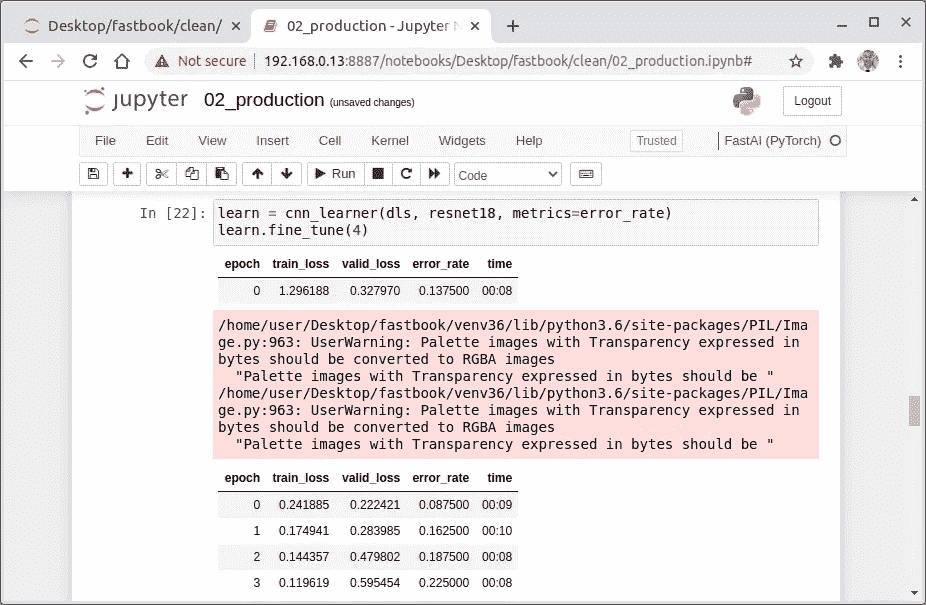 Desktop/fastbook/clean/
02_production - Jupyter N
Not secure 192.168.0.13:8887/notebooks/Desktop/fastbook/clean/02_production.ipynb#
jupyter 02_production (unsaved changes)
Logout
File Edit View Insert Cell Kernel Widgets Help
Trusted
FastAI (PyTorch)
Run
Code
In [22]: learn = cnn_learner(dls, resnet18, metrics=error_rate)
learn.fine_tune(4)
epoch train_loss valid_loss error_rate time
0 1.296188 0.327970 0.137500 00:08
/home/user/Desktop/fastbook/venv36/lib/python3.6/site-packages/PIL/Ima
ge.py:963: UserWarning: Palette images with Transparency expressed in
bytes should be converted to RGBA images
"Palette images with Transparency expressed in bytes should be "
/home/user/Desktop/fastbook/venv36/lib/python3.6/site-packages/PIL/Ima
ge.py:963: UserWarning: Palette images with Transparency expressed in
bytes should be converted to RGBA images
"Palette images with Transparency expressed in bytes should be "
epoch train_loss valid_loss error_rate time
0 0.241885 0.222421 0.087500 00:09
1 0.174941 0.283985 0.162500 00:10
2 0.144357 0.479802 0.187500 00:08
3 0.119619 0.595454 0.225000 00:08